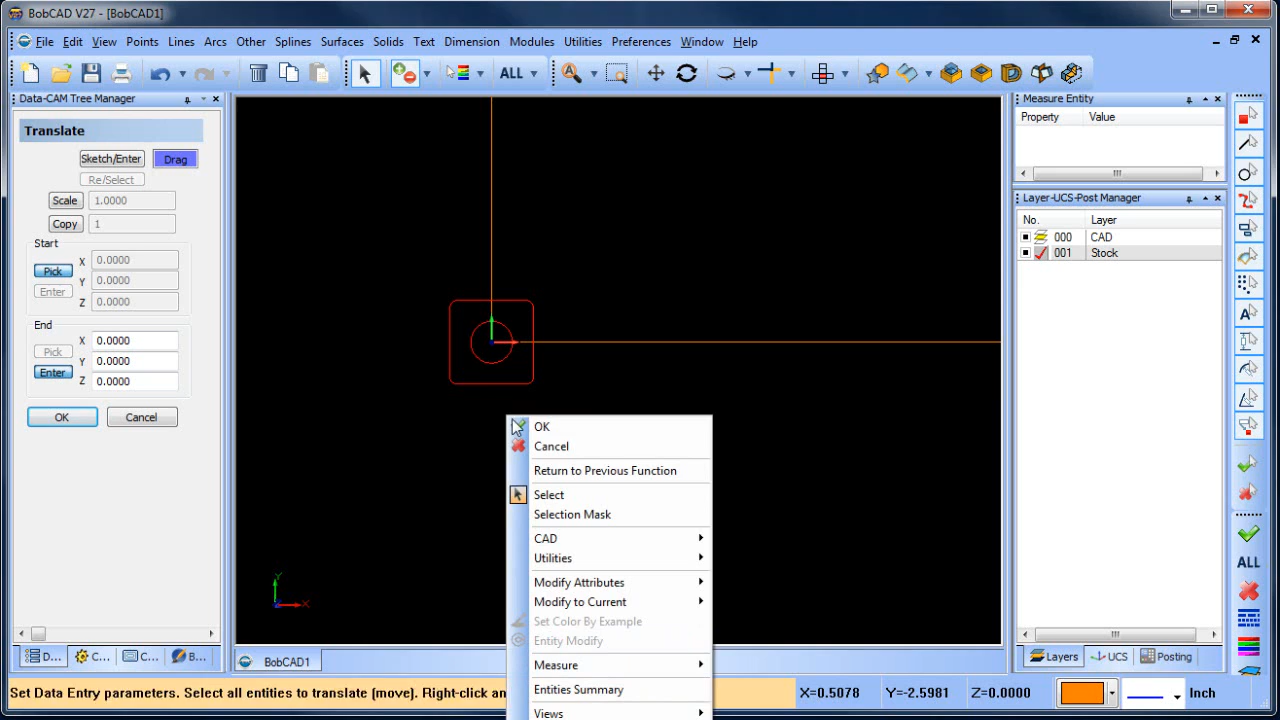 BobCAD V27 - [BobCAD1]
File Edit View Points Lines Arcs Other Splines Surfaces Solids Text Dimension Modules Utilities Preferences Window Help
ALL
Data-CAM Tree Manager
Translate
Sketch/Enter Drag
Re/Select
Scale 1.0000
Copy 1
Start
Pick X 0.0000
Y 0.0000
Enter Z 0.0000
End
X 0.0000
Pick Y 0.0000
Enter Z 0.0000
OK Cancel
D... C... C... B...
Y
X
OK
Cancel
Return to Previous Function
Select
Selection Mask
CAD
Utilities
Modify Attributes
Modify to Current
Set Color By Example
Entity Modify
Measure
Entities Summary
Views
BobCAD1
Measure Entity
Property Value
Layer-UCS-Post Manager
No. Layer
000 CAD
001 Stock
Layers UCS Posting
A
ALL
Set Data Entry parameters. Select all entities to translate (move). Right-click an
X=0.5078 Y=-2.5981 Z=0.0000 Inch